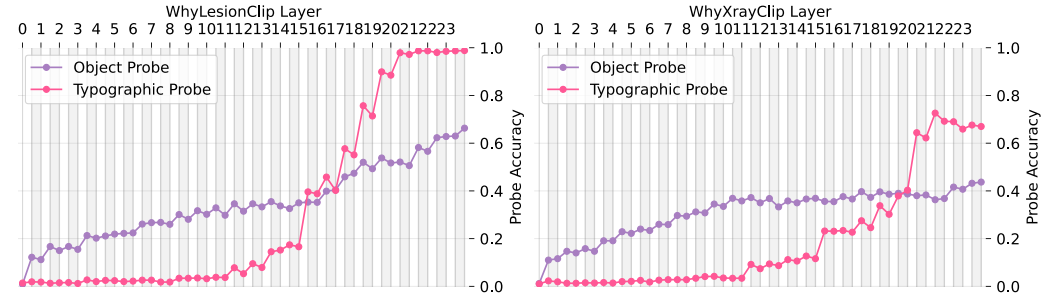 WhyLesionClip Layer
0 1 2 3 4 5 6 7 8 9 10 11 12 13 14 15 16 17 18 19 20 21 22 23
Object Probe
Typographic Probe
1.0
0.8
0.6
0.4
0.2
0.0
Probe Accuracy
WhyXrayClip Layer
0 1 2 3 4 5 6 7 8 9 10 11 12 13 14 15 16 17 18 19 20 21 22 23
Object Probe
Typographic Probe
1.0
0.8
0.6
0.4
0.2
0.0
Probe Accuracy